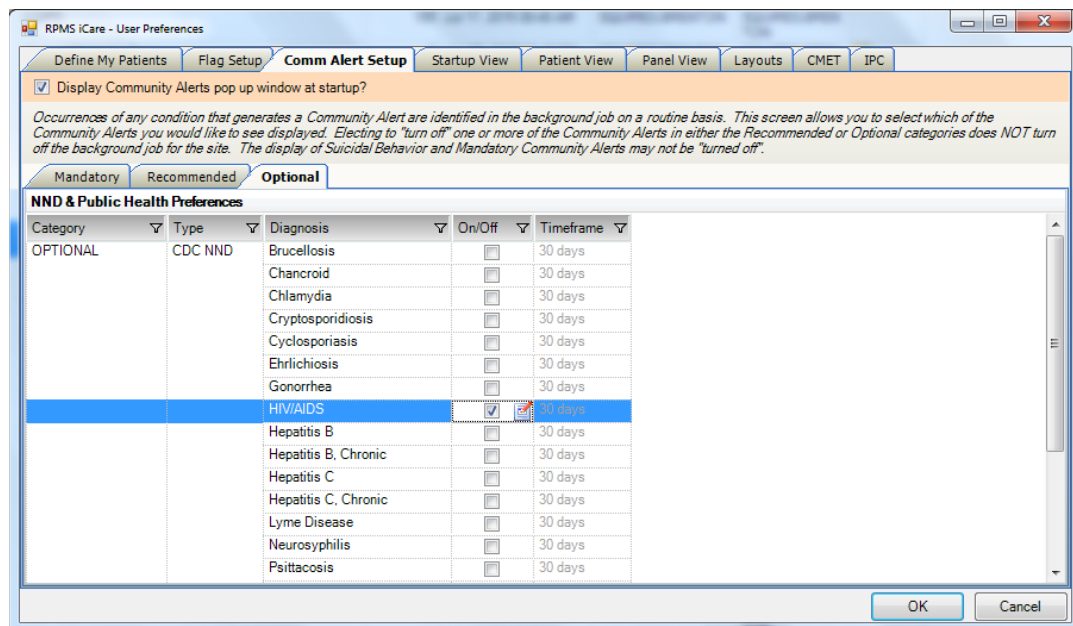 RPMS iCare - User Preferences
Define My Patients Flag Setup Comm Alert Setup Startup View Patient View Panel View Layouts CMET IPC
Display Community Alerts pop up window at startup?
Occurrences of any condition that generates a Community Alert are identified in the background job on a routine basis. This screen allows you to select which of the
Community Alerts you would like to see displayed. Electing to "turn off" one or more of the Community Alerts in either the Recommended or Optional categories does NOT turn
off the background job for the site. The display of Suicidal Behavior and Mandatory Community Alerts may not be "turned off".
Mandatory Recommended Optional
NND & Public Health Preferences
Category Type Diagnosis On/Off Timeframe
OPTIONAL CDC NND Brucellosis 30 days
Chancroid 30 days
Chlamydia 30 days
Cryptosporidiosis 30 days
Cyclosporiasis 30 days
Ehrlichiosis 30 days
Gonorrhea 30 days
HIV/AIDS 30 days
Hepatitis B 30 days
Hepatitis B, Chronic 30 days
Hepatitis C 30 days
Hepatitis C, Chronic 30 days
Lyme Disease 30 days
Neurosyphilis 30 days
Psittacosis 30 days
OK Cancel